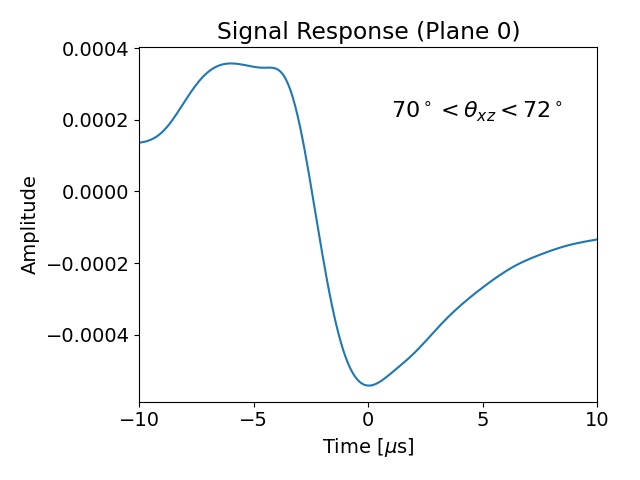 Signal Response (Plane 0)
0.0004
70° < θxz < 72°
0.0002
0.0000
Amplitude
−0.0002
−0.0004
−10
−5
0
5
10
Time [μs]